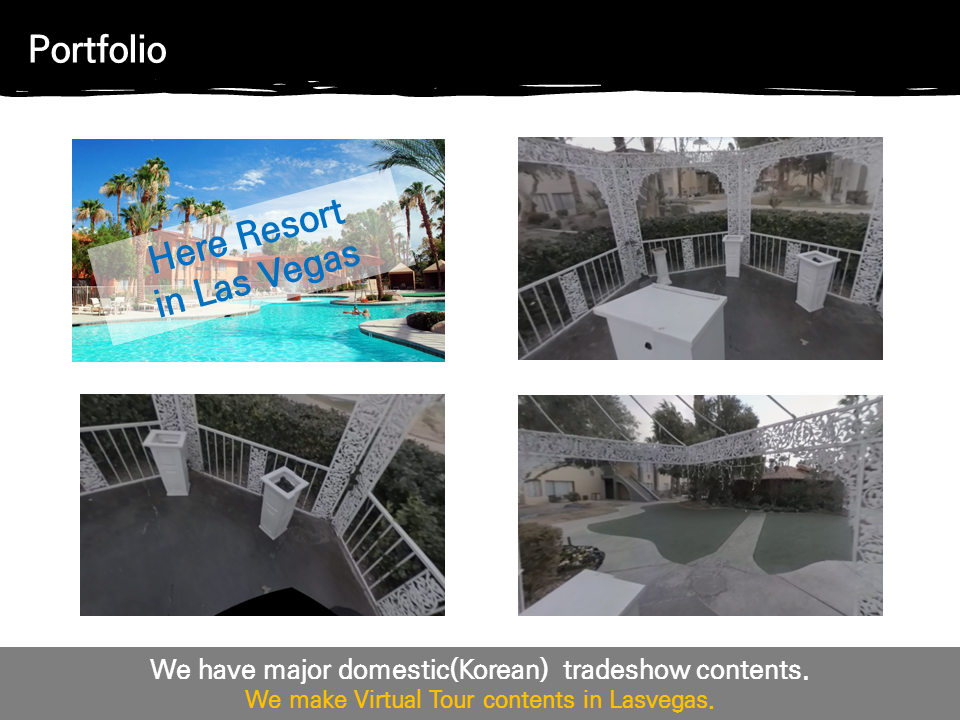 Portfolio
Here Resort
in Las Vegas
We have major domestic(Korean) tradeshow contents.
We make Virtual Tour contents in Lasvegas.